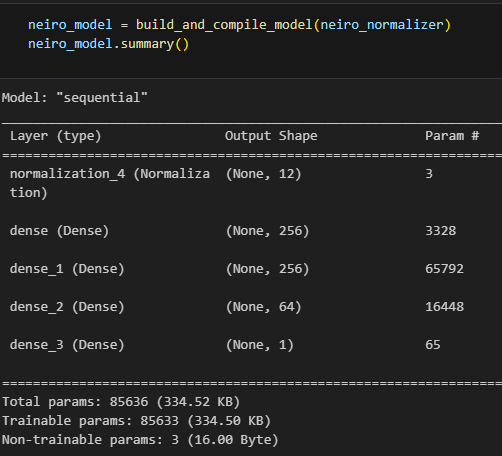 neiro_model = build_and_compile_model(neiro_normalizer)
neiro_model.summary()
Model: "sequential"
_________________________________________________________________
Layer (type) Output Shape Param #
=================================================================
normalization_4 (Normaliza (None, 12) 3
tion)
dense (Dense) (None, 256) 3328
dense_1 (Dense) (None, 256) 65792
dense_2 (Dense) (None, 64) 16448
dense_3 (Dense) (None, 1) 65
=================================================================
Total params: 85636 (334.52 KB)
Trainable params: 85633 (334.50 KB)
Non-trainable params: 3 (16.00 Byte)